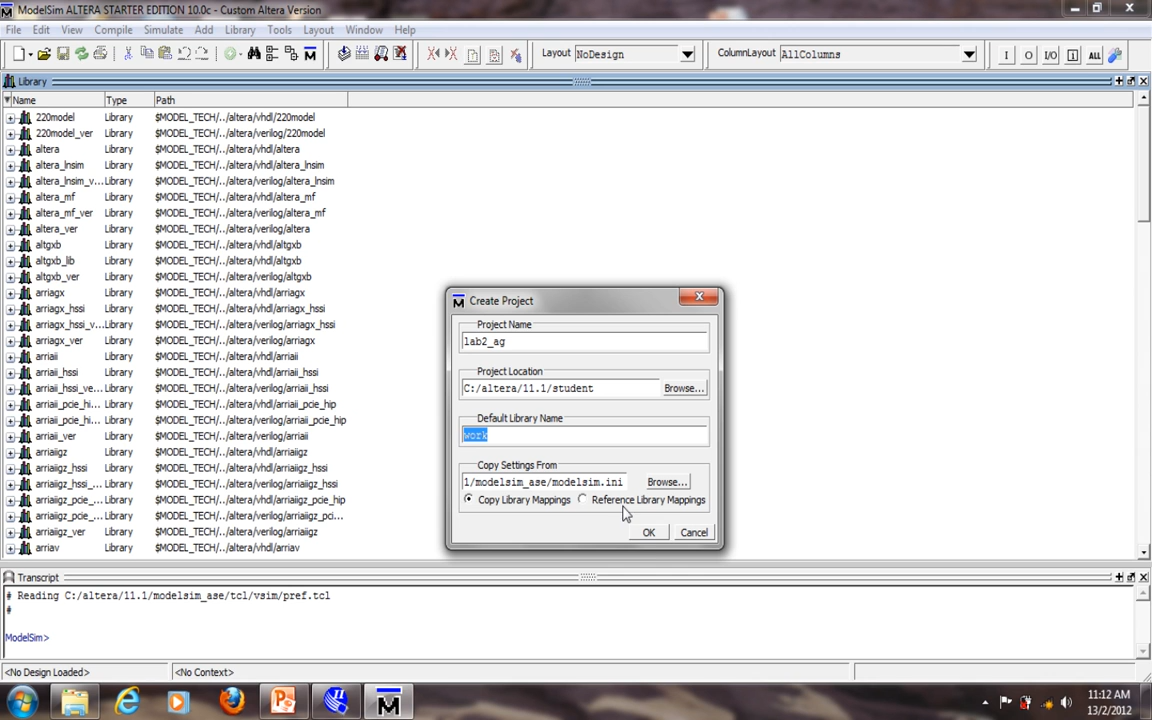 ModelSim ALTERA STARTER EDITION 10.0c - Custom Altera Version
File Edit View Compile Simulate Add Library Tools Layout Window Help
Layout NoDesign ColumnLayout AllColumns
Library
Name Type Path
220model Library $MODEL_TECH/../altera/vhdl/220model
220model_ver Library $MODEL_TECH/../altera/verilog/220model
altera Library $MODEL_TECH/../altera/vhdl/altera
altera_lnsim Library $MODEL_TECH/../altera/vhdl/altera_lnsim
altera_lnsim_v... Library $MODEL_TECH/../altera/verilog/altera_lnsim
altera_mf Library $MODEL_TECH/../altera/vhdl/altera_mf
altera_mf_ver Library $MODEL_TECH/../altera/verilog/altera_mf
altera_ver Library $MODEL_TECH/../altera/verilog/altera
altgxb Library $MODEL_TECH/../altera/vhdl/altgxb
altgxb_lib Library $MODEL_TECH/../altera/vhdl/altgxb
altgxb_ver Library $MODEL_TECH/../altera/verilog/altgxb
arriagx Library $MODEL_TECH/../altera/vhdl/arriagx
arriagx_hssi Library $MODEL_TECH/../altera/vhdl/arriagx_hssi
arriagx_hssi_v... Library $MODEL_TECH/../altera/verilog/arriagx_hssi
arriagx_ver Library $MODEL_TECH/../altera/verilog/arriagx
arriaii Library $MODEL_TECH/../altera/vhdl/arriaii
arriaii_hssi Library $MODEL_TECH/../altera/vhdl/arriaii_hssi
arriaii_hssi_ve... Library $MODEL_TECH/../altera/verilog/arriaii_hssi
arriaii_pcie_hi... Library $MODEL_TECH/../altera/vhdl/arriaii_pcie_hip
arriaii_pcie_hi... Library $MODEL_TECH/../altera/verilog/arriaii_pcie_hip
arriaii_ver Library $MODEL_TECH/../altera/verilog/arriaii
arriaiigz Library $MODEL_TECH/../altera/vhdl/arriaiigz
arriaiigz_hssi Library $MODEL_TECH/../altera/vhdl/arriaiigz_hssi
arriaiigz_hssi... Library $MODEL_TECH/../altera/verilog/arriaiigz_hssi
arriaiigz_pcie_... Library $MODEL_TECH/../altera/vhdl/arriaiigz_pcie_hip
arriaiigz_pcie_... Library $MODEL_TECH/../altera/verilog/arriaiigz_pci...
arriaiigz_ver Library $MODEL_TECH/../altera/verilog/arriaiigz
arriav Library $MODEL_TECH/../altera/vhdl/arriav
Create Project
Project Name
lab2_ag
Project Location
C:/altera/11.1/student Browse...
Default Library Name
work
Copy Settings From
1/modelsim_ase/modelsim.ini Browse...
Copy Library Mappings Reference Library Mappings
OK Cancel
Transcript
# Reading C:/altera/11.1/modelsim_ase/tcl/vsim/pref.tcl
#
ModelSim>
<No Design Loaded> <No Context>
11:12 AM
13/2/2012